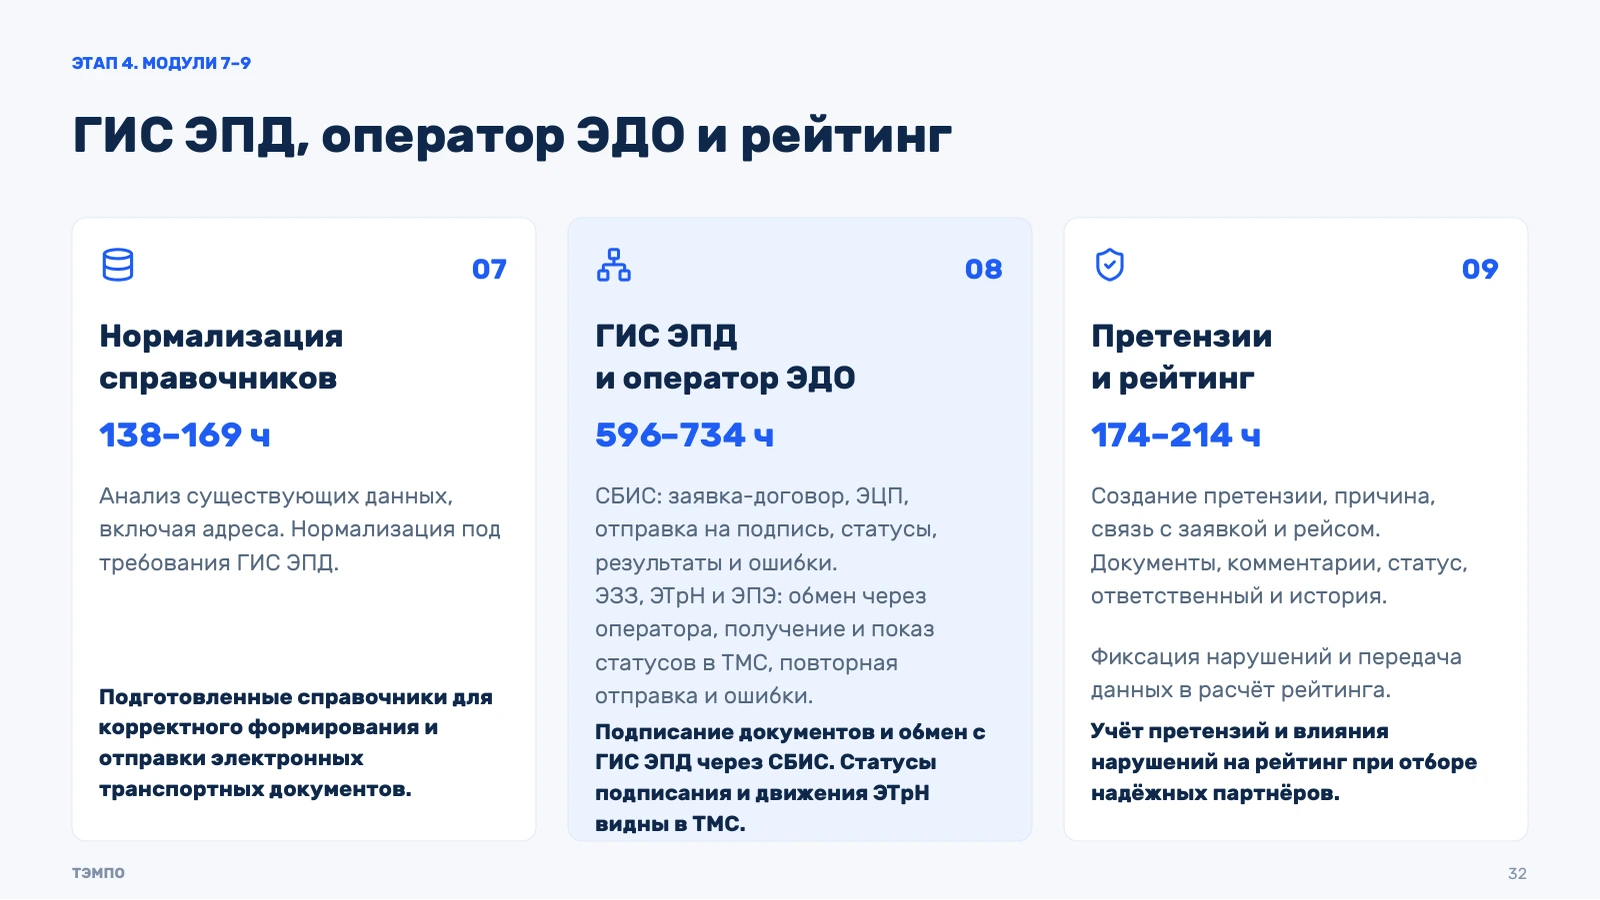 ЭТАП 4. МОДУЛИ 7–9
ГИС ЭПД, оператор ЭДО и рейтинг
07
Нормализация
справочников
138–169 ч
Анализ существующих данных,
включая адреса. Нормализация под
требования ГИС ЭПД.
Подготовленные справочники для
корректного формирования и
отправки электронных
транспортных документов.
08
ГИС ЭПД
и оператор ЭДО
596–734 ч
СБИС: заявка-договор, ЭЦП,
отправка на подпись, статусы,
результаты и ошибки.
ЭЗЗ, ЭТрН и ЭПЭ: обмен через
оператора, получение и показ
статусов в ТМС, повторная
отправка и ошибки.
Подписание документов и обмен с
ГИС ЭПД через СБИС. Статусы
подписания и движения ЭТрН
видны в ТМС.
09
Претензии
и рейтинг
174–214 ч
Создание претензии, причина,
связь с заявкой и рейсом.
Документы, комментарии, статус,
ответственный и история.
Фиксация нарушений и передача
данных в расчёт рейтинга.
Учёт претензий и влияния
нарушений на рейтинг при отборе
надёжных партнёров.
ТЭМПО
32